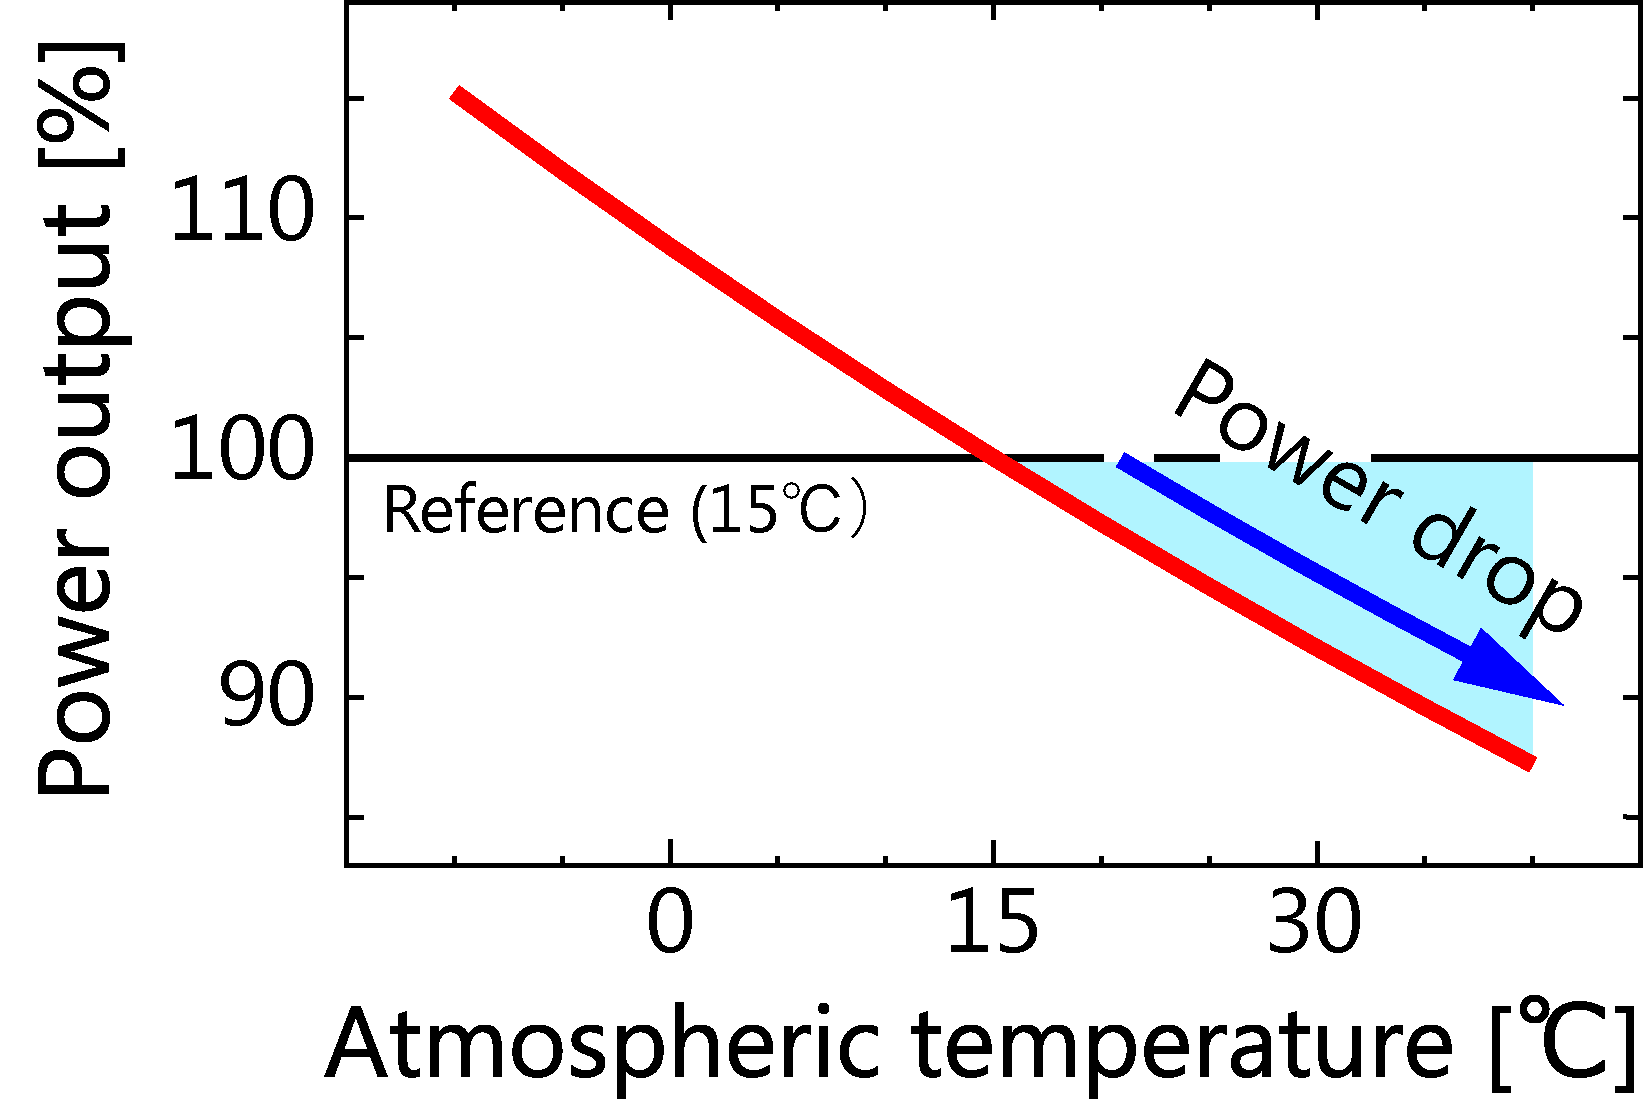 Power output [%]
110
100
90
Reference (15℃）
Power drop
0
15
30
Atmospheric temperature [℃]